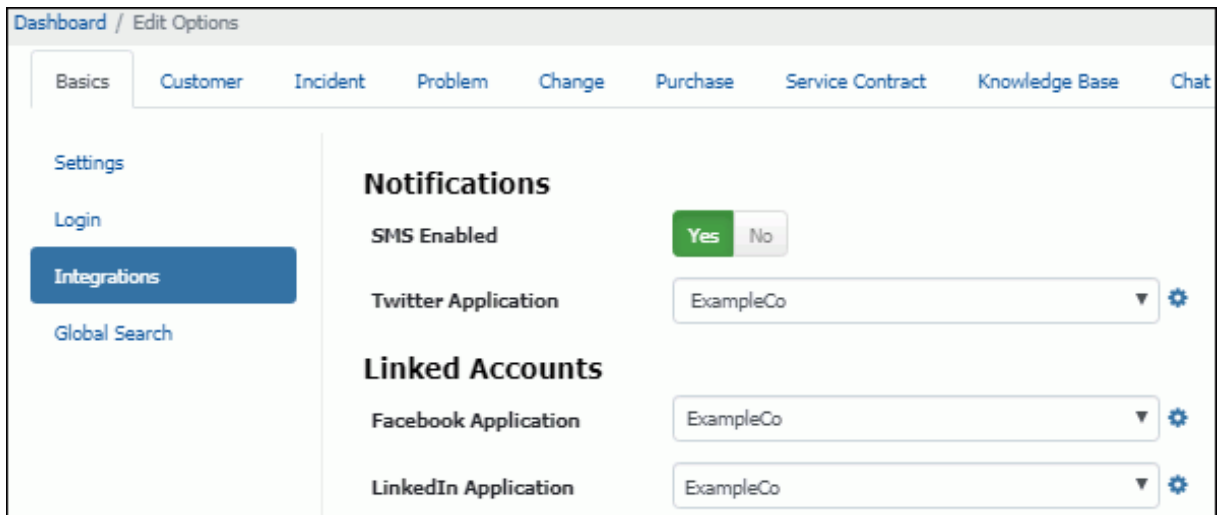 Dashboard / Edit Options
Basics Customer Incident Problem Change Purchase Service Contract Knowledge Base Chat
Settings
Login
Integrations
Global Search
Notifications
SMS Enabled Yes No
Twitter Application ExampleCo
Linked Accounts
Facebook Application ExampleCo
LinkedIn Application ExampleCo